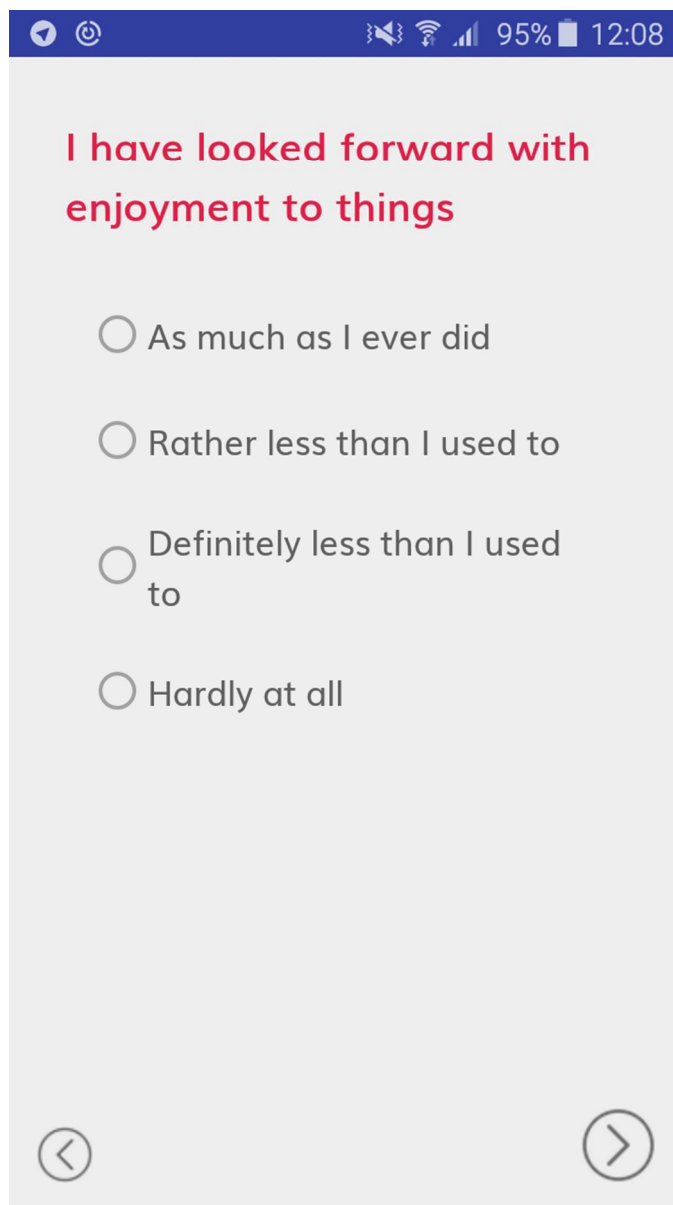 95% 12:08
I have looked forward with
enjoyment to things
As much as I ever did
Rather less than I used to
Definitely less than I used
to
Hardly at all